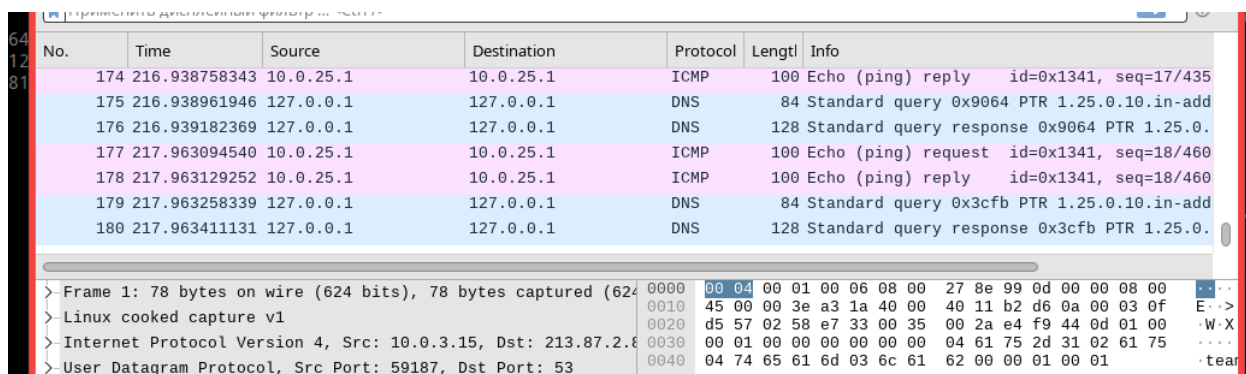 Применить дисплейный фильтр ... <Ctrl-/>
64
12
81
No. Time Source Destination Protocol Lengtl Info
174 216.938758343 10.0.25.1 10.0.25.1 ICMP 100 Echo (ping) reply id=0x1341, seq=17/435
175 216.938961946 127.0.0.1 127.0.0.1 DNS 84 Standard query 0x9064 PTR 1.25.0.10.in-add
176 216.939182369 127.0.0.1 127.0.0.1 DNS 128 Standard query response 0x9064 PTR 1.25.0.
177 217.963094540 10.0.25.1 10.0.25.1 ICMP 100 Echo (ping) request id=0x1341, seq=18/460
178 217.963129252 10.0.25.1 10.0.25.1 ICMP 100 Echo (ping) reply id=0x1341, seq=18/460
179 217.963258339 127.0.0.1 127.0.0.1 DNS 84 Standard query 0x3cfb PTR 1.25.0.10.in-add
180 217.963411131 127.0.0.1 127.0.0.1 DNS 128 Standard query response 0x3cfb PTR 1.25.0.
Frame 1: 78 bytes on wire (624 bits), 78 bytes captured (624
Linux cooked capture v1
Internet Protocol Version 4, Src: 10.0.3.15, Dst: 213.87.2.8
User Datagram Protocol, Src Port: 59187, Dst Port: 53
0000 00 04 00 01 00 06 08 00 27 8e 99 0d 00 00 08 00 ····
0010 45 00 00 3e a3 1a 40 00 40 11 b2 d6 0a 00 03 0f E··>
0020 d5 57 02 58 e7 33 00 35 00 2a e4 f9 44 0d 01 00 ·W·X
0030 00 01 00 00 00 00 00 00 04 61 75 2d 31 02 61 75 ····
0040 04 74 65 61 6d 03 6c 61 62 00 00 01 00 01 ·tear